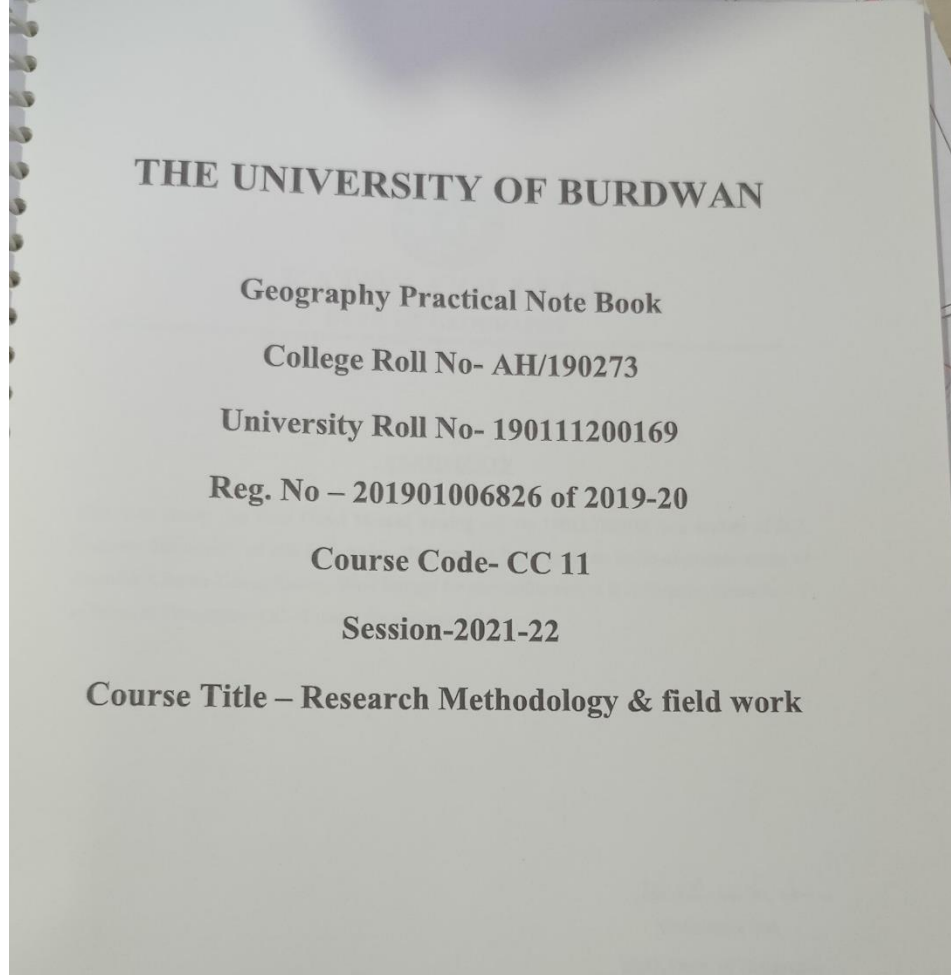 THE UNIVERSITY OF BURDWAN
Geography Practical Note Book
College Roll No- AH/190273
University Roll No- 190111200169
Reg. No – 201901006826 of 2019-20
Course Code- CC 11
Session-2021-22
Course Title – Research Methodology & field work